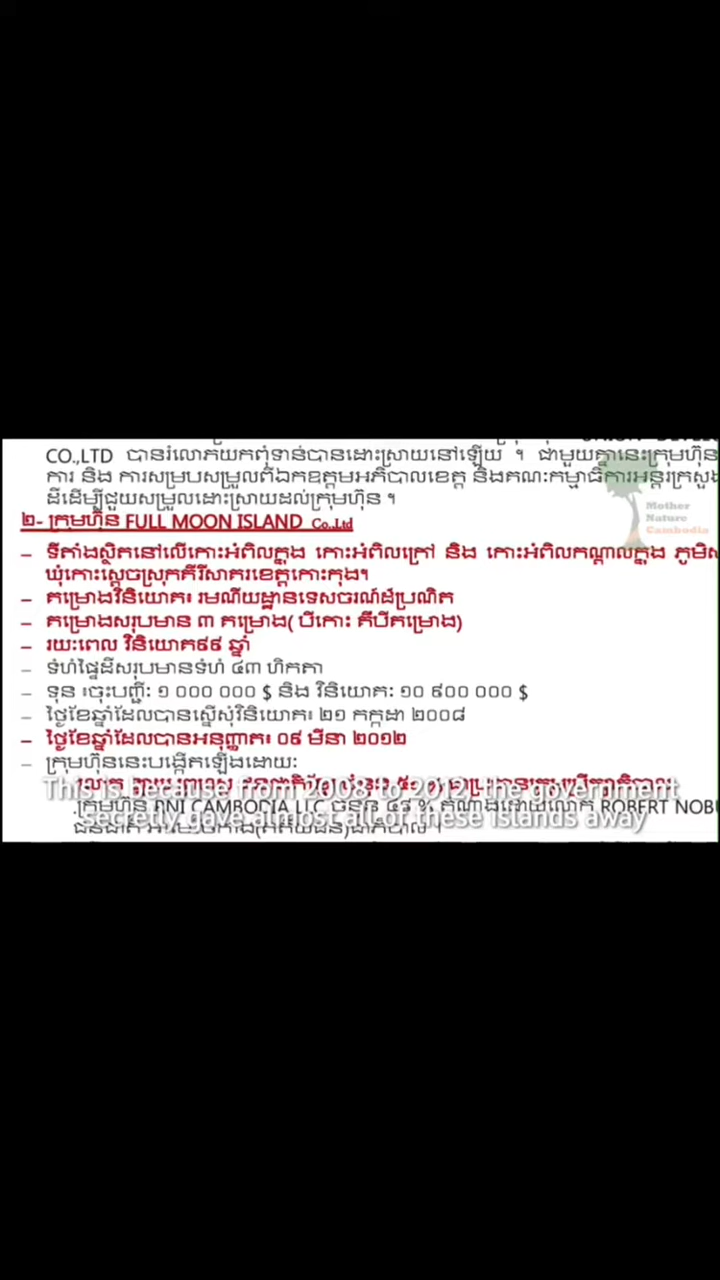 CO.,LTD បានរំលោភយកពុំទាន់បានដោះស្រាយនៅឡើយ ។ ជាមួយគ្នានេះក្រុមហ៊ុន
ការ និង ការសម្របសម្រួលពីឯកឧត្តមអភិបាលខេត្ត និងគណៈកម្មាធិការអន្តរក្រសួង
ដើម្បីជួយសម្រួលដោះស្រាយដល់ក្រុមហ៊ុន ។
Mother
Nature
Cambodia
២- ក្រុមហ៊ុន FULL MOON ISLAND Co.,Ltd
– ទីតាំងស្ថិតនៅលើកោះអំពិលក្នុង កោះអំពិលក្រៅ និង កោះអំពិលកណ្តាលក្នុង ភូមិ
ឃុំកោះស្តេចស្រុកគីរីសាគរខេត្តកោះកុង។
– គម្រោងវិនិយោគ៖ រមណីយដ្ឋានទេសចរណ៍ដ៏ប្រណិត
– គម្រោងសរុបមាន ៣ គម្រោង( បីកោះ គឺបីគម្រោង)
– រយៈពេល វិនិយោគ៩៩ ឆ្នាំ
– ទំហំផ្ទៃដីសរុបមានទំហំ ៤៣ ហិកតា
– ទុន ៖ចុះបញ្ជីៈ ១ ០០០ ០០០ $ និង វិនិយោគៈ ១០ ៩០០ ០០០ $
– ថ្ងៃខែឆ្នាំដែលបានស្នើសុំវិនិយោគ៖ ២១ កក្កដា ២០០៨
– ថ្ងៃខែឆ្នាំដែលបានអនុញ្ញាត៖ ០៩ មីនា ២០១២
– ក្រុមហ៊ុននេះបង្កើតឡើងដោយៈ
This is because from 2008 to 2012, the government
ក្រុមហ៊ុន PNI CAMBODIA LLC ចំនួន ៤៩ % តំណាងដោយលោក ROBERT
secretly gave almost all of these islands away